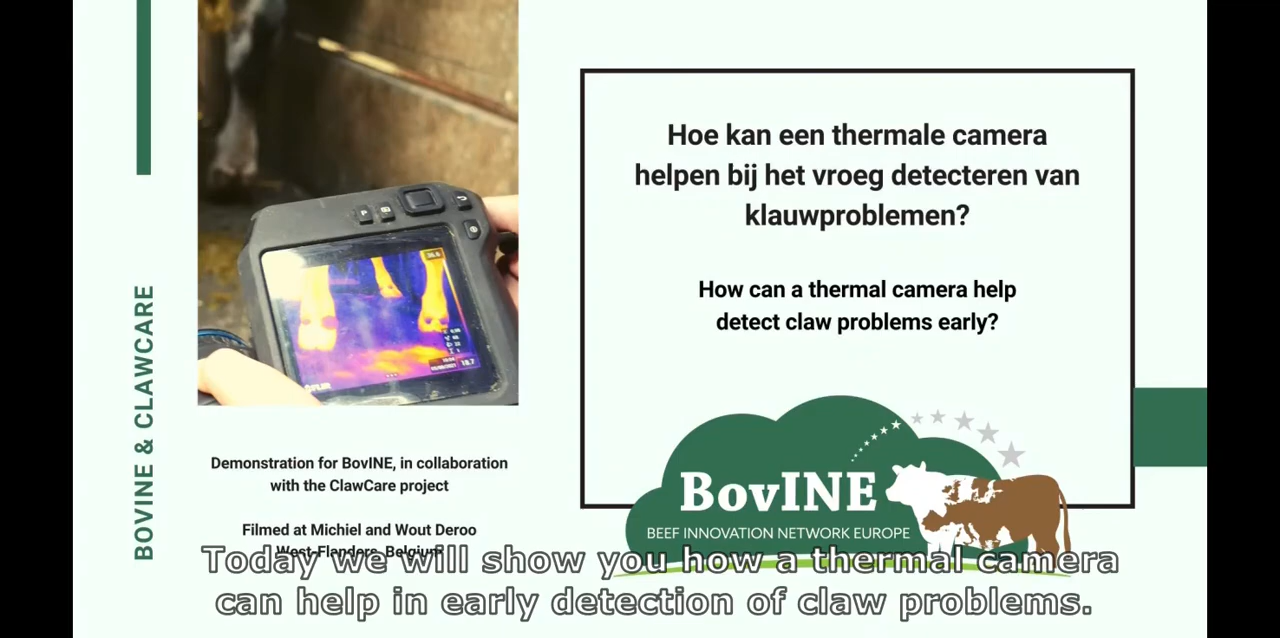 BOVINE & CLAWCARE
Hoe kan een thermale camera
helpen bij het vroeg detecteren van
klauwproblemen?
How can a thermal camera help
detect claw problems early?
BovINE
BEEF INNOVATION NETWORK EUROPE
Demonstration for BovINE, in collaboration
with the ClawCare project
Filmed at Michiel and Wout Deroo
West-Flanders, Belgium
Today we will show you how a thermal camera
can help in early detection of claw problems.